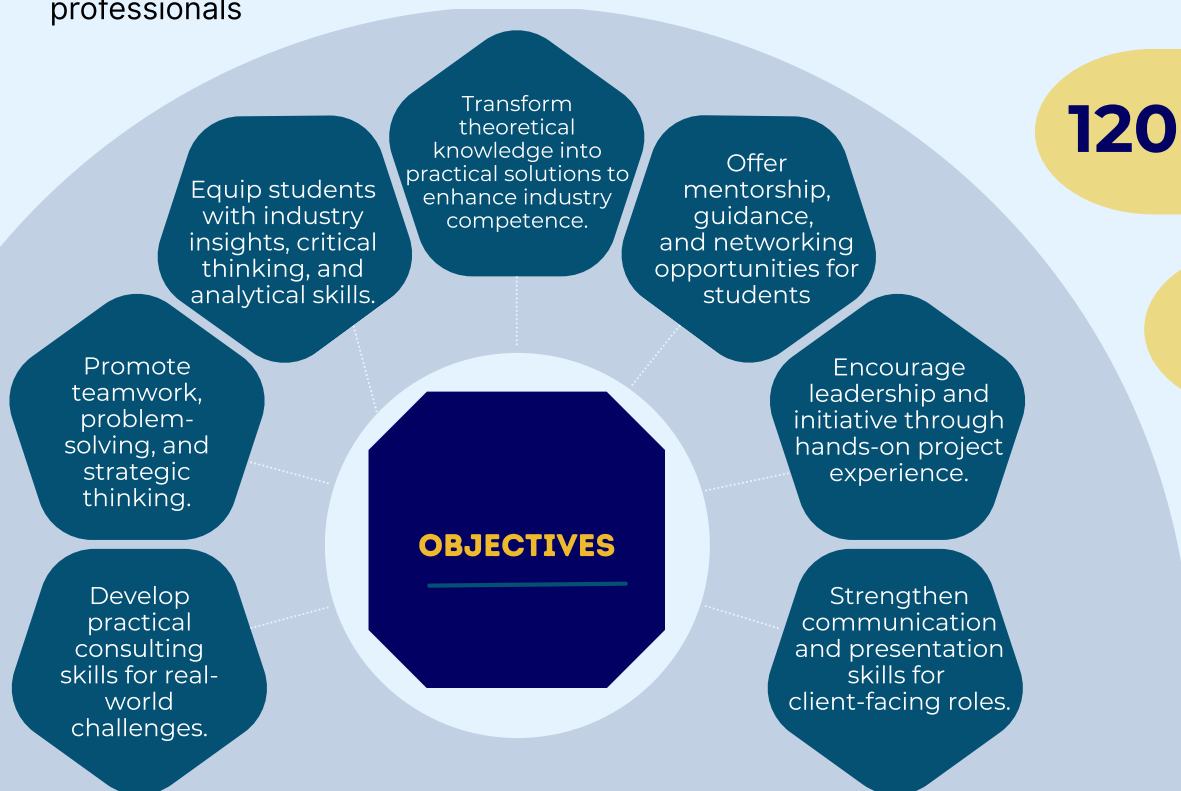 professionals
Transform
theoretical
knowledge into
practical solutions to
enhance industry
competence.
120
Equip students
with industry
insights, critical
thinking, and
analytical skills.
Offer
mentorship,
guidance,
and networking
opportunities for
students
Promote
teamwork,
problem-
solving, and
strategic
thinking.
Encourage
leadership and
initiative through
hands-on project
experience.
OBJECTIVES
Develop
practical
consulting
skills for real-
world
challenges.
Strengthen
communication
and presentation
skills for
client-facing roles.